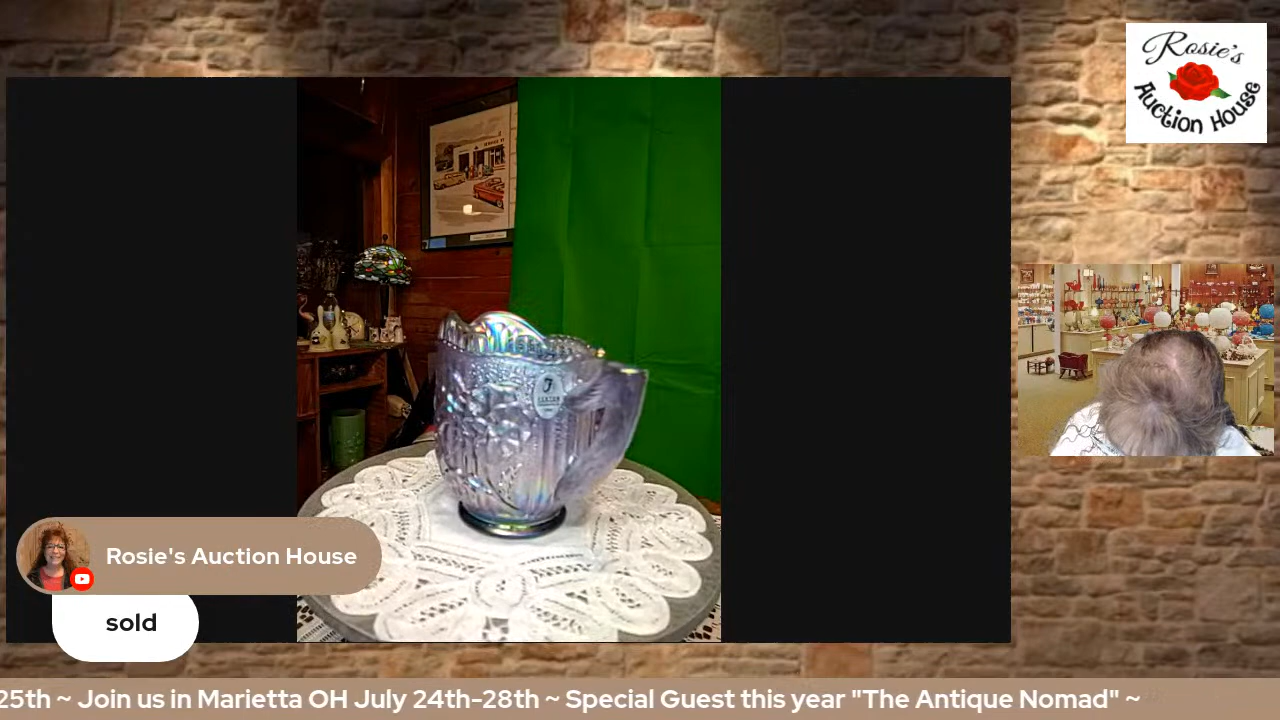 Rosie's
Auction House
Rosie's Auction House
sold
25th ~ Join us in Marietta OH July 24th-28th ~ Special Guest this year "The Antique Nomad" ~